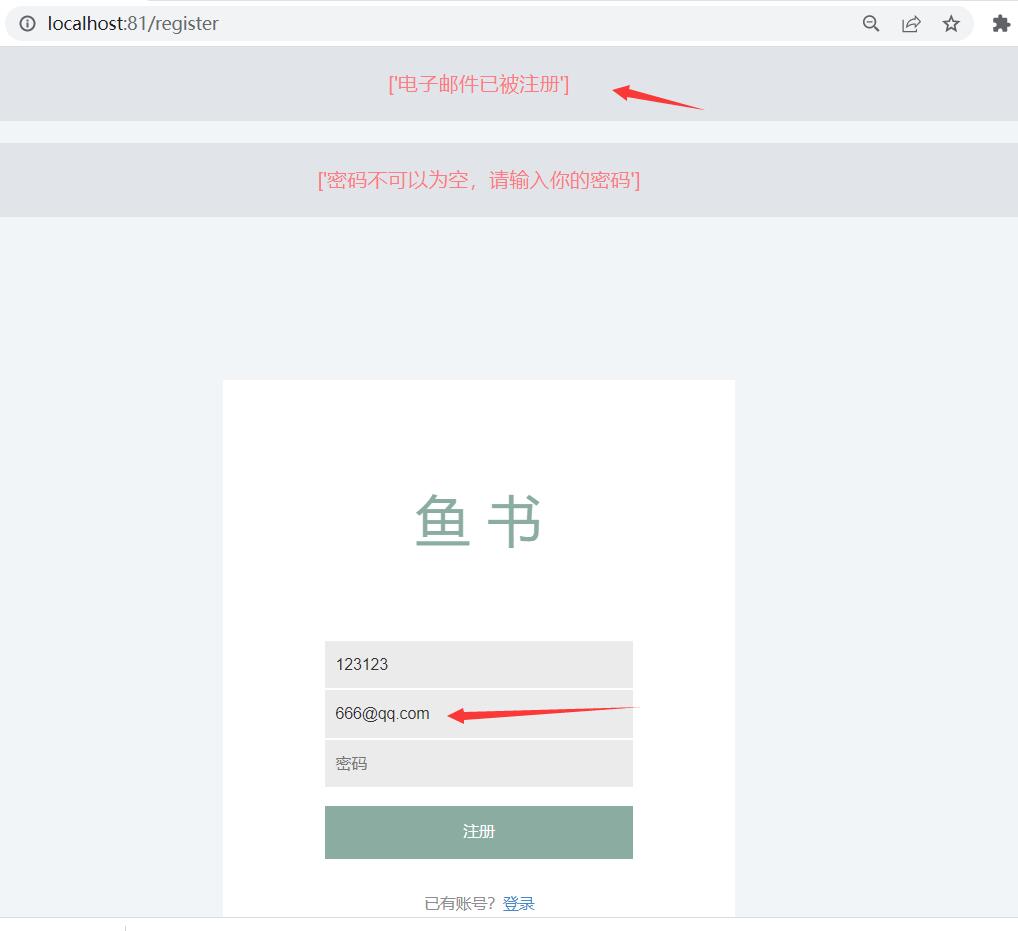 localhost:81/register
['电子邮件已被注册']
['密码不可以为空，请输入你的密码']
鱼书
123123
666@qq.com
密码
注册
已有账号？登录